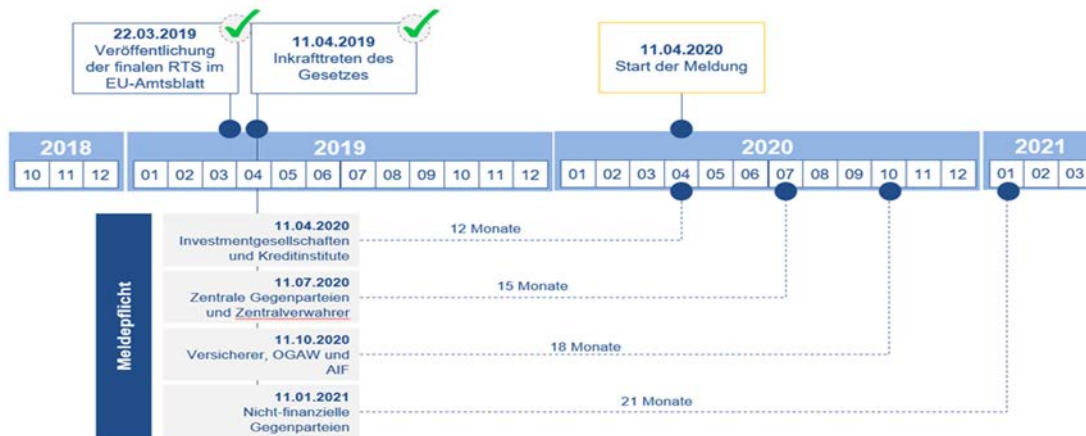 22.03.2019
Veröffentlichung
der finalen RTS im
EU-Amtsblatt
11.04.2019
Inkrafttreten des
Gesetzes
11.04.2020
Start der Meldung
2018
2019
2020
2021
10 11 12
01 02 03 04 05 06 07 08 09 10 11 12
01 02 03 04 05 06 07 08 09 10 11 12
01 02 03
Meldepflicht
11.04.2020
Investmentgesellschaften
und Kreditinstitute
12 Monate
11.07.2020
Zentrale Gegenparteien
und Zentralverwahrer
15 Monate
11.10.2020
Versicherer, OGAW und
AIF
18 Monate
11.01.2021
Nicht-finanzielle
Gegenparteien
21 Monate